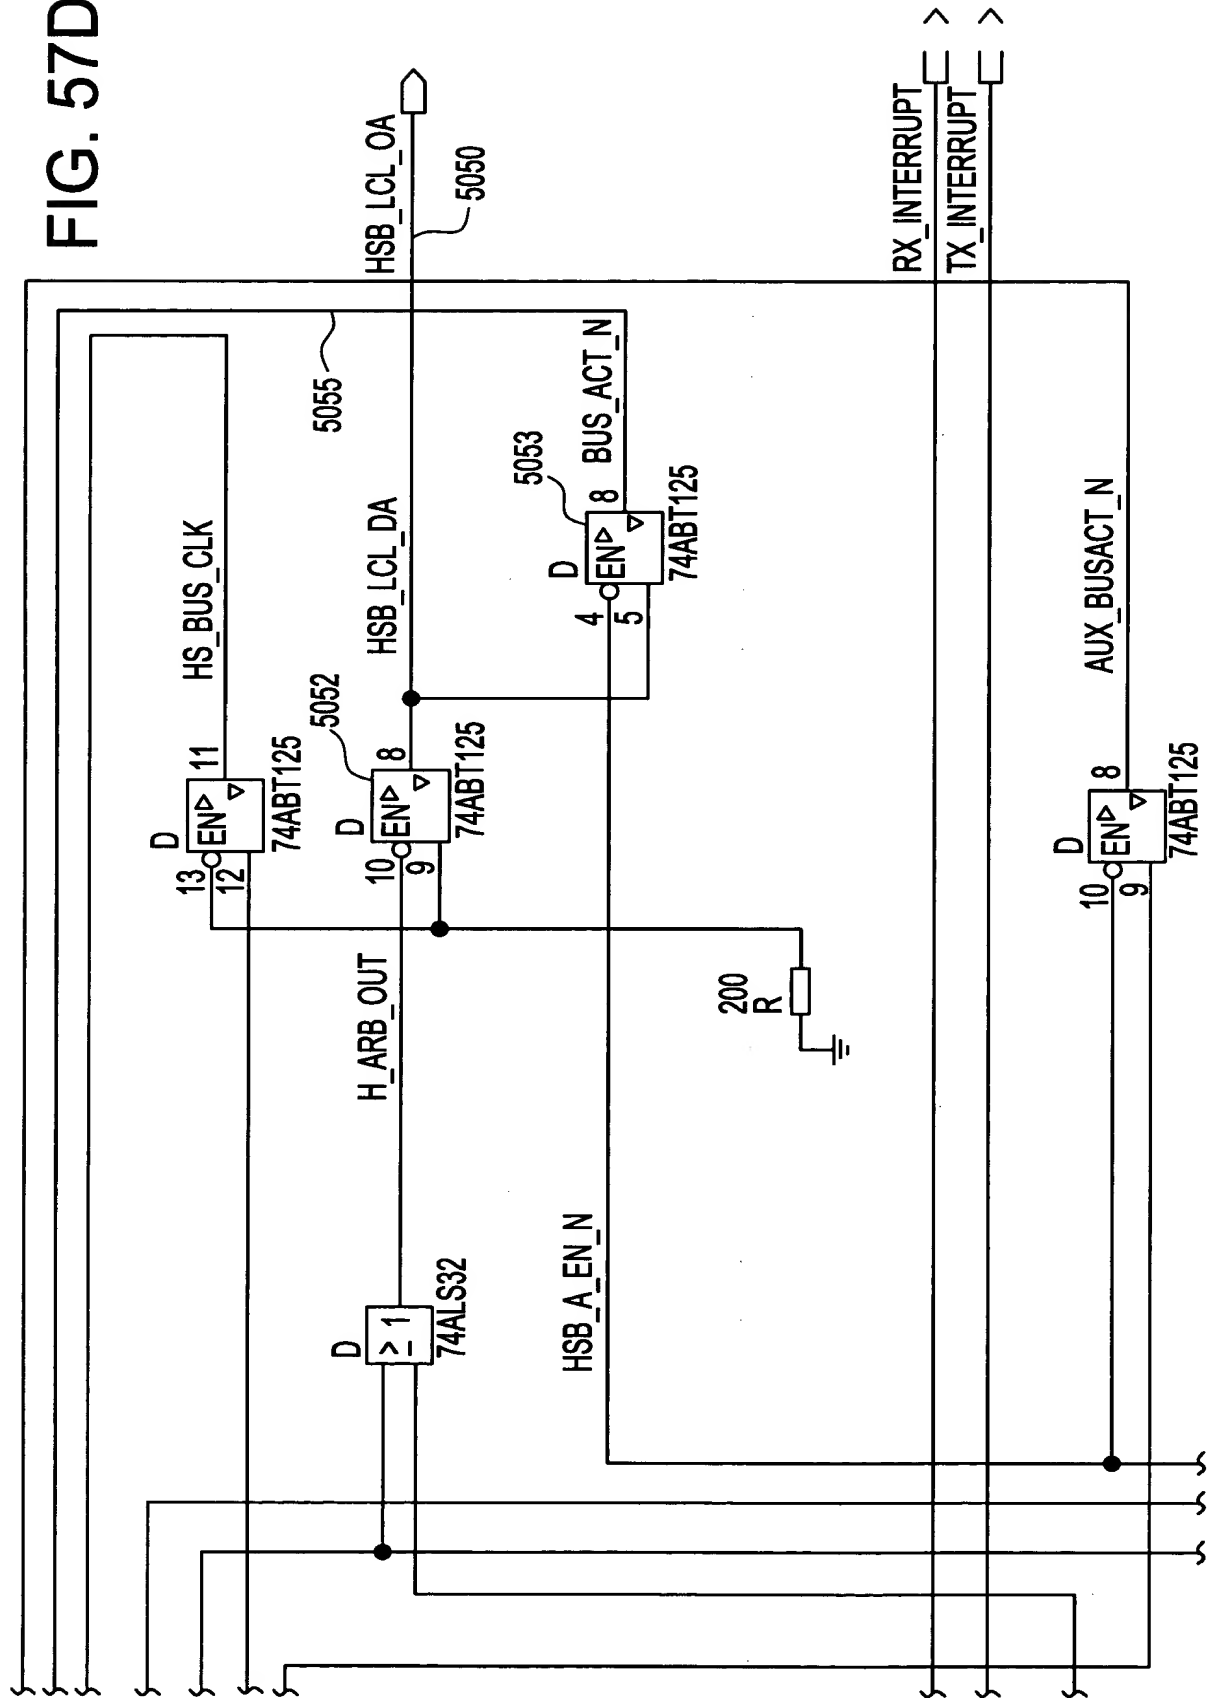 FIG. 57D
HSB_LCL_OA
5050
RX_INTERRUPT
TX_INTERRUPT
5055
HS_BUS_CLK
HSB_LCL_DA
5053
BUS_ACT_N
D
EN
4
5
8
74ABT125
AUX_BUSACT_N
D
EN
13
12
11
74ABT125
5052
D
EN
10
9
8
74ABT125
D
EN
10
9
8
74ABT125
H_ARB_OUT
200
R
HSB_A_EN_N
D
>_1
74ALS32